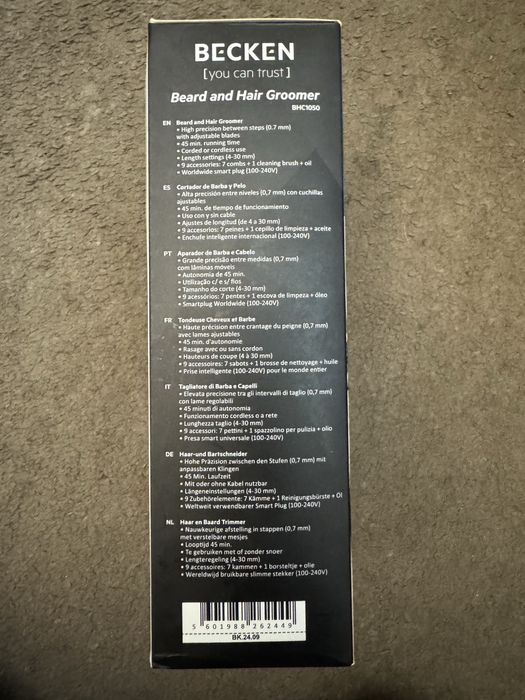 BECKEN
[you can trust]
Beard and Hair Groomer
BHC1050
EN Beard and Hair Groomer
• High precision between steps (0.7 mm)
with adjustable blades
• 45 min. running time
• Corded or cordless use
• Length settings (4-30 mm)
• 9 accessories: 7 combs + 1 cleaning brush + oil
• Worldwide smart plug (100-240V)
ES Cortador de Barba y Pelo
• Alta precisión entre niveles (0,7 mm) con cuchillas
ajustables
• 45 min. de tiempo de funcionamiento
• Uso con y sin cable
• Ajustes de longitud (de 4 a 30 mm)
• 9 accesorios: 7 peines + 1 cepillo de limpieza + aceite
• Enchufe inteligente internacional (100-240V)
PT Aparador de Barba e Cabelo
• Grande precisão entre medidas (0,7 mm)
com lâminas móveis
• Autonomia de 45 min.
• Utilização c/ e s/ fios
• Tamanho do corte (4-30 mm)
• 9 acessórios: 7 pentes + 1 escova de limpeza + óleo
• Smartplug Worldwide (100-240V)
FR Tondeuse Cheveux et Barbe
• Haute précision entre crantage du peigne (0,7 mm)
avec lames ajustables
• 45 min. d'autonomie
• Rasage avec ou sans cordon
• Hauteurs de coupe (4 à 30 mm)
• 9 accessoires: 7 sabots + 1 brosse de nettoyage + huile
• Prise intelligente (100-240V) pour le monde entier
IT Tagliatore di Barba e Capelli
• Elevata precisione tra gli intervalli di taglio (0,7 mm)
con lame regolabili
• 45 minuti di autonomia
• Funzionamento cordless o a rete
• Lunghezza taglio (4-30 mm)
• 9 accessori: 7 pettini + 1 spazzolino per pulizia + olio
• Presa smart universale (100-240V)
DE Haar-und Bartschneider
• Hohe Präzision zwischen den Stufen (0,7 mm) mit
anpassbaren Klingen
• 45 Min. Laufzeit
• Mit oder ohne Kabel nutzbar
• Längeneinstellungen (4-30 mm)
• 9 Zubehörelemente: 7 Kämme + 1 Reinigungsbürste + Öl
• Weltweit verwendbarer Smart Plug (100-240V)
NL Haar en Baard Trimmer
• Nauwkeurige afstelling in stappen (0,7 mm)
met verstelbare mesjes
• Looptijd 45 min.
• Te gebruiken met of zonder snoer
• Lengteregeling (4-30 mm)
• 9 accessoires: 7 kammen + 1 borsteltje + olie
• Wereldwijd bruikbare slimme stekker (100-240V)
5 601988 262449
BK.24.09